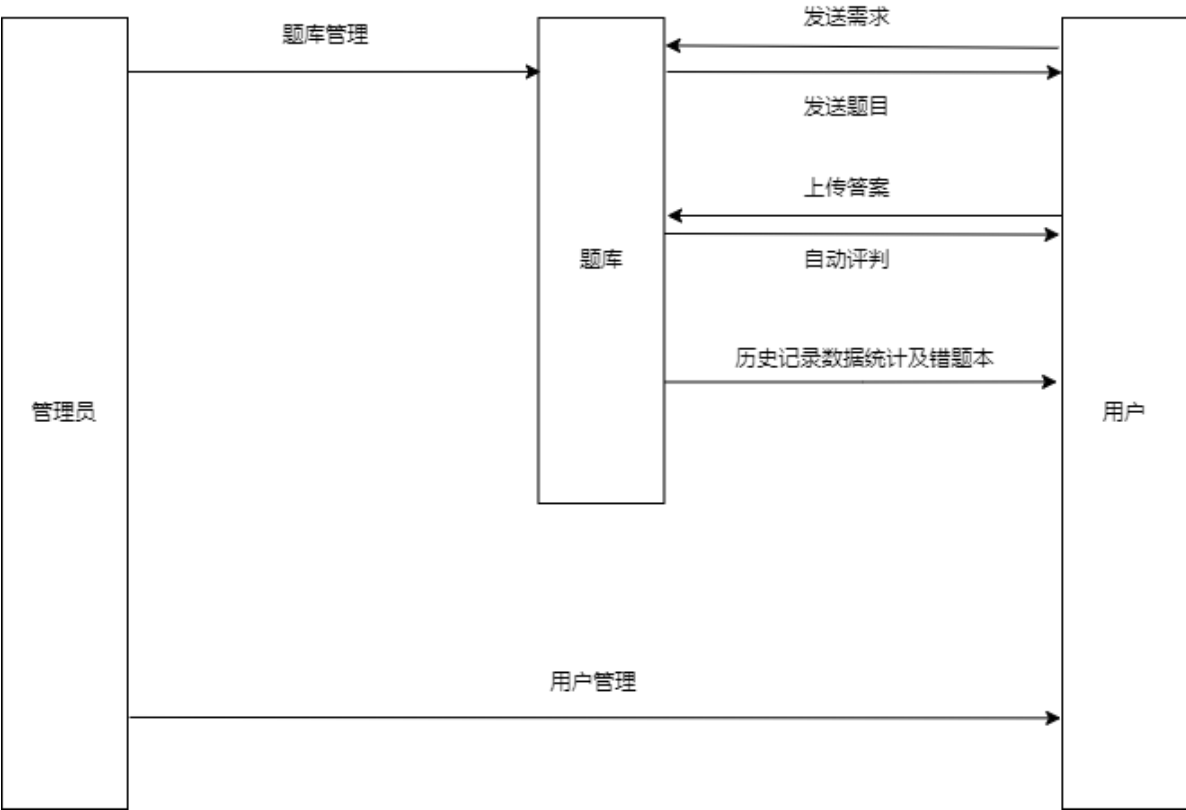 发送需求
题库管理
发送题目
上传答案
题库
自动评判
历史记录数据统计及错题本
管理员
用户
用户管理